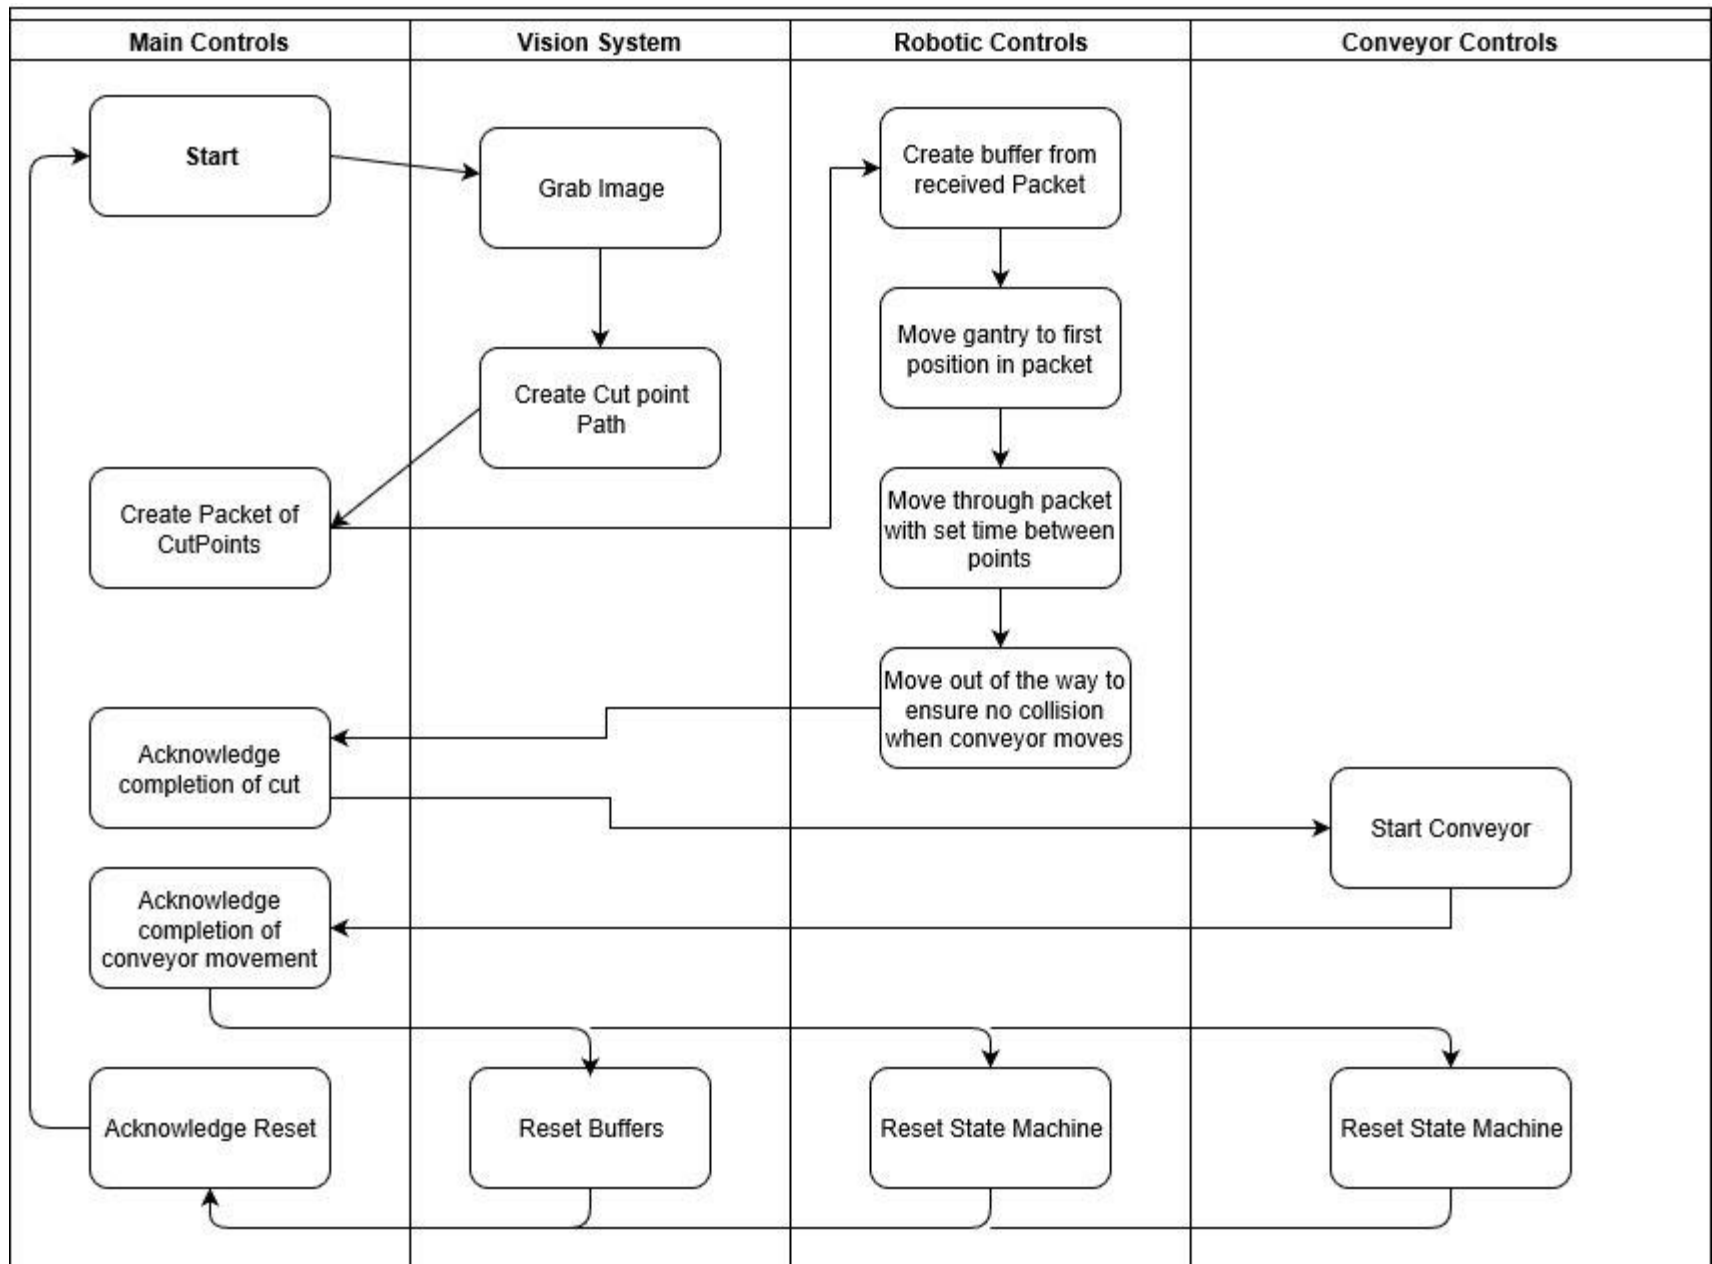 Main Controls
Vision System
Robotic Controls
Conveyor Controls
Start
Grab Image
Create Cut point
Path
Create Packet of
CutPoints
Create buffer from
received Packet
Move gantry to first
position in packet
Move through packet
with set time between
points
Move out of the way to
ensure no collision
when conveyor moves
Acknowledge
completion of cut
Start Conveyor
Acknowledge
completion of
conveyor movement
Acknowledge Reset
Reset Buffers
Reset State Machine
Reset State Machine